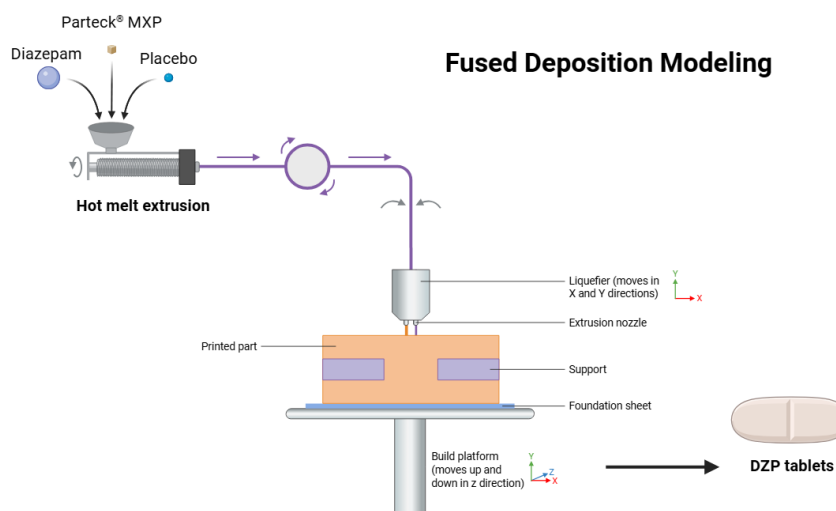 Parteck® MXP
Diazepam
Placebo
Fused Deposition Modeling
Hot melt extrusion
Liquefier (moves in
X and Y directions)
Y
X
Extrusion nozzle
Printed part
Support
Foundation sheet
Build platform
(moves up and
down in z direction)
Y
Z
X
DZP tablets